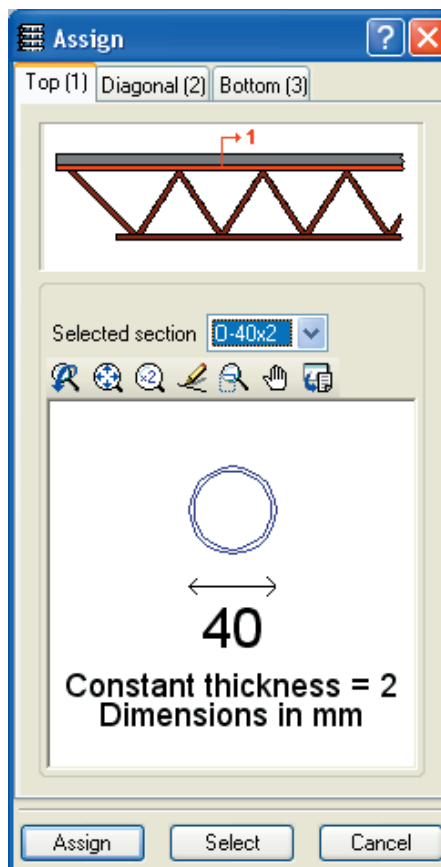 Assign
Top (1) Diagonal (2) Bottom (3)
1
Selected section O-40x2
x2
40
Constant thickness = 2
Dimensions in mm
Assign Select Cancel